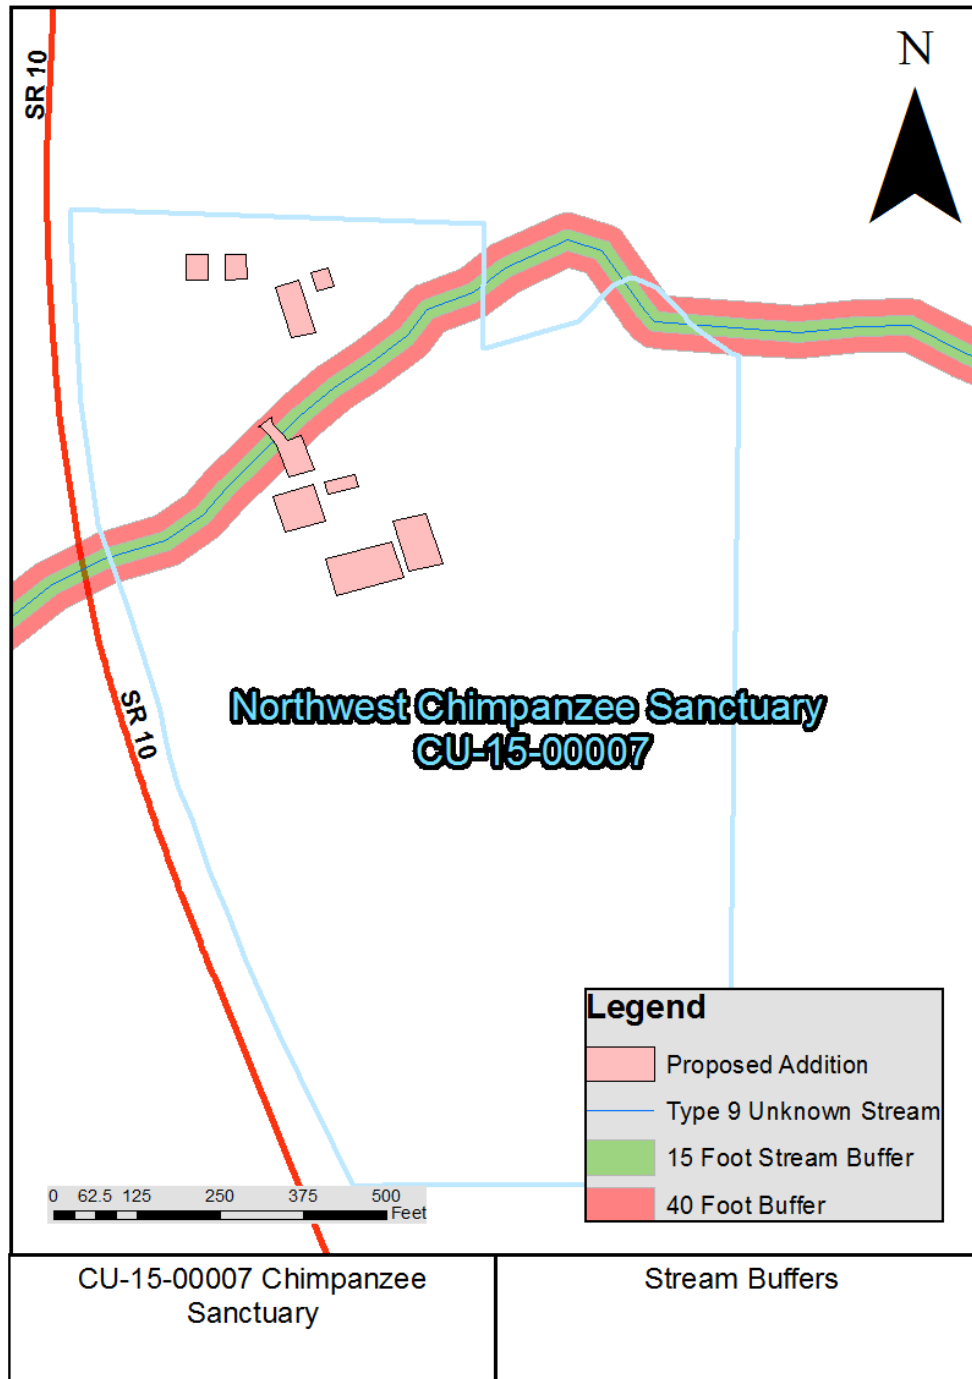 N
SR 10
SR 10
Northwest Chimpanzee Sanctuary
CU-15-00007
Legend
Proposed Addition
Type 9 Unknown Stream
15 Foot Stream Buffer
40 Foot Buffer
0 62.5 125 250 375 500
Feet
CU-15-00007 Chimpanzee
Sanctuary
Stream Buffers